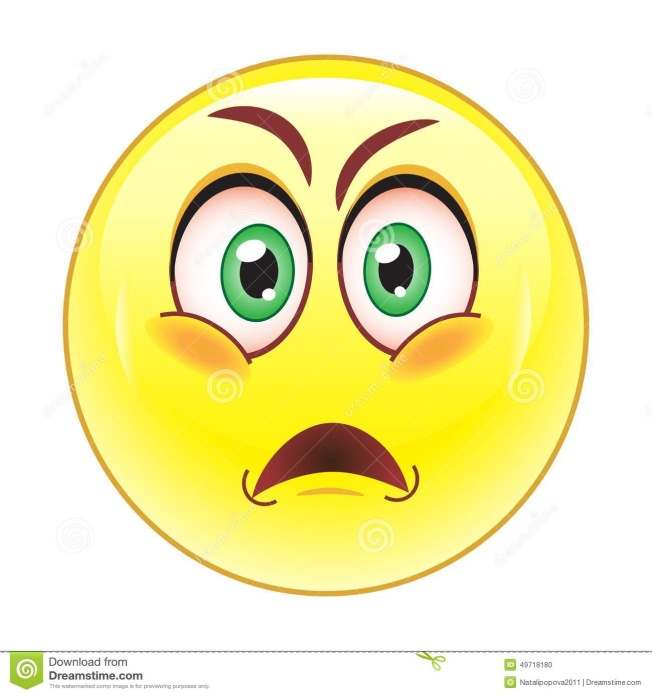 Download from
Dreamstime.com
This watermarked comp image is for previewing purposes only.
49718180
Natalipopova2011 | Dreamstime.com